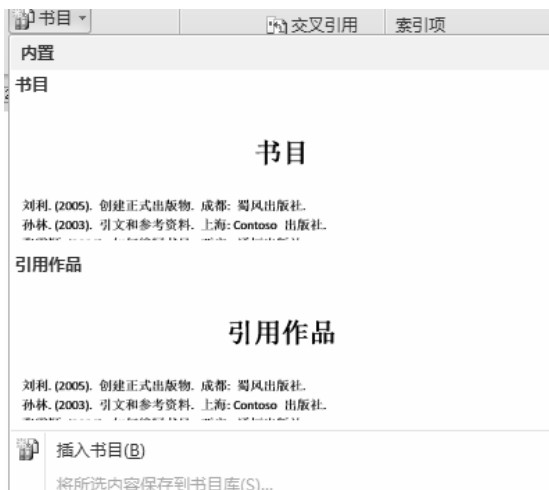 书目
交叉引用
索引项
内置
书目
书目
刘利. (2005). 创建正式出版物. 成都: 蜀风出版社.
孙林. (2003). 引文和参考资料. 上海: Contoso 出版社.
引用作品
引用作品
刘利. (2005). 创建正式出版物. 成都: 蜀风出版社.
孙林. (2003). 引文和参考资料. 上海: Contoso 出版社.
插入书目(B)
将所选内容保存到书目库(S)...